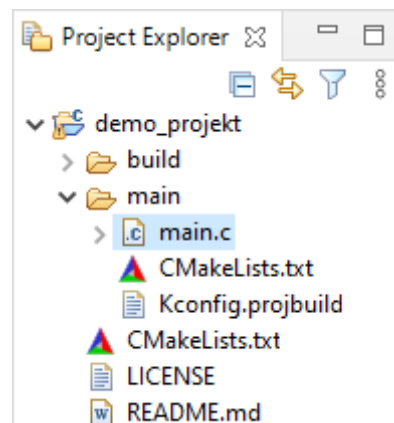 Project Explorer
demo_projekt
build
main
main.c
CMakeLists.txt
Kconfig.projbuild
CMakeLists.txt
LICENSE
README.md